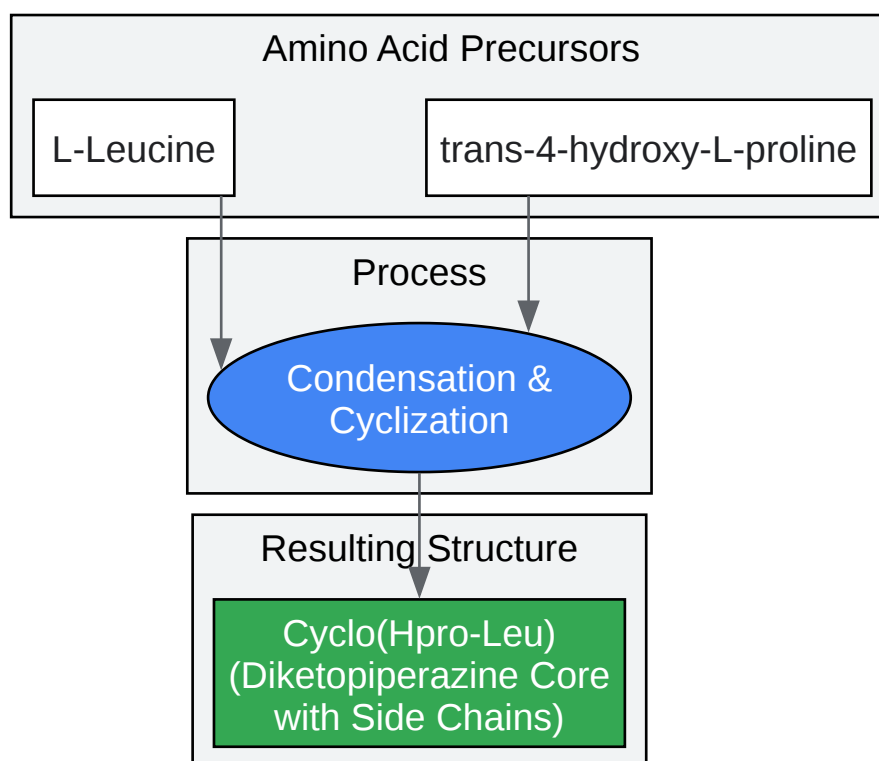 Amino Acid Precursors
L-Leucine
trans-4-hydroxy-L-proline
Process
Condensation &
Cyclization
Resulting Structure
Cyclo(Hpro-Leu)
(Diketopiperazine Core
with Side Chains)